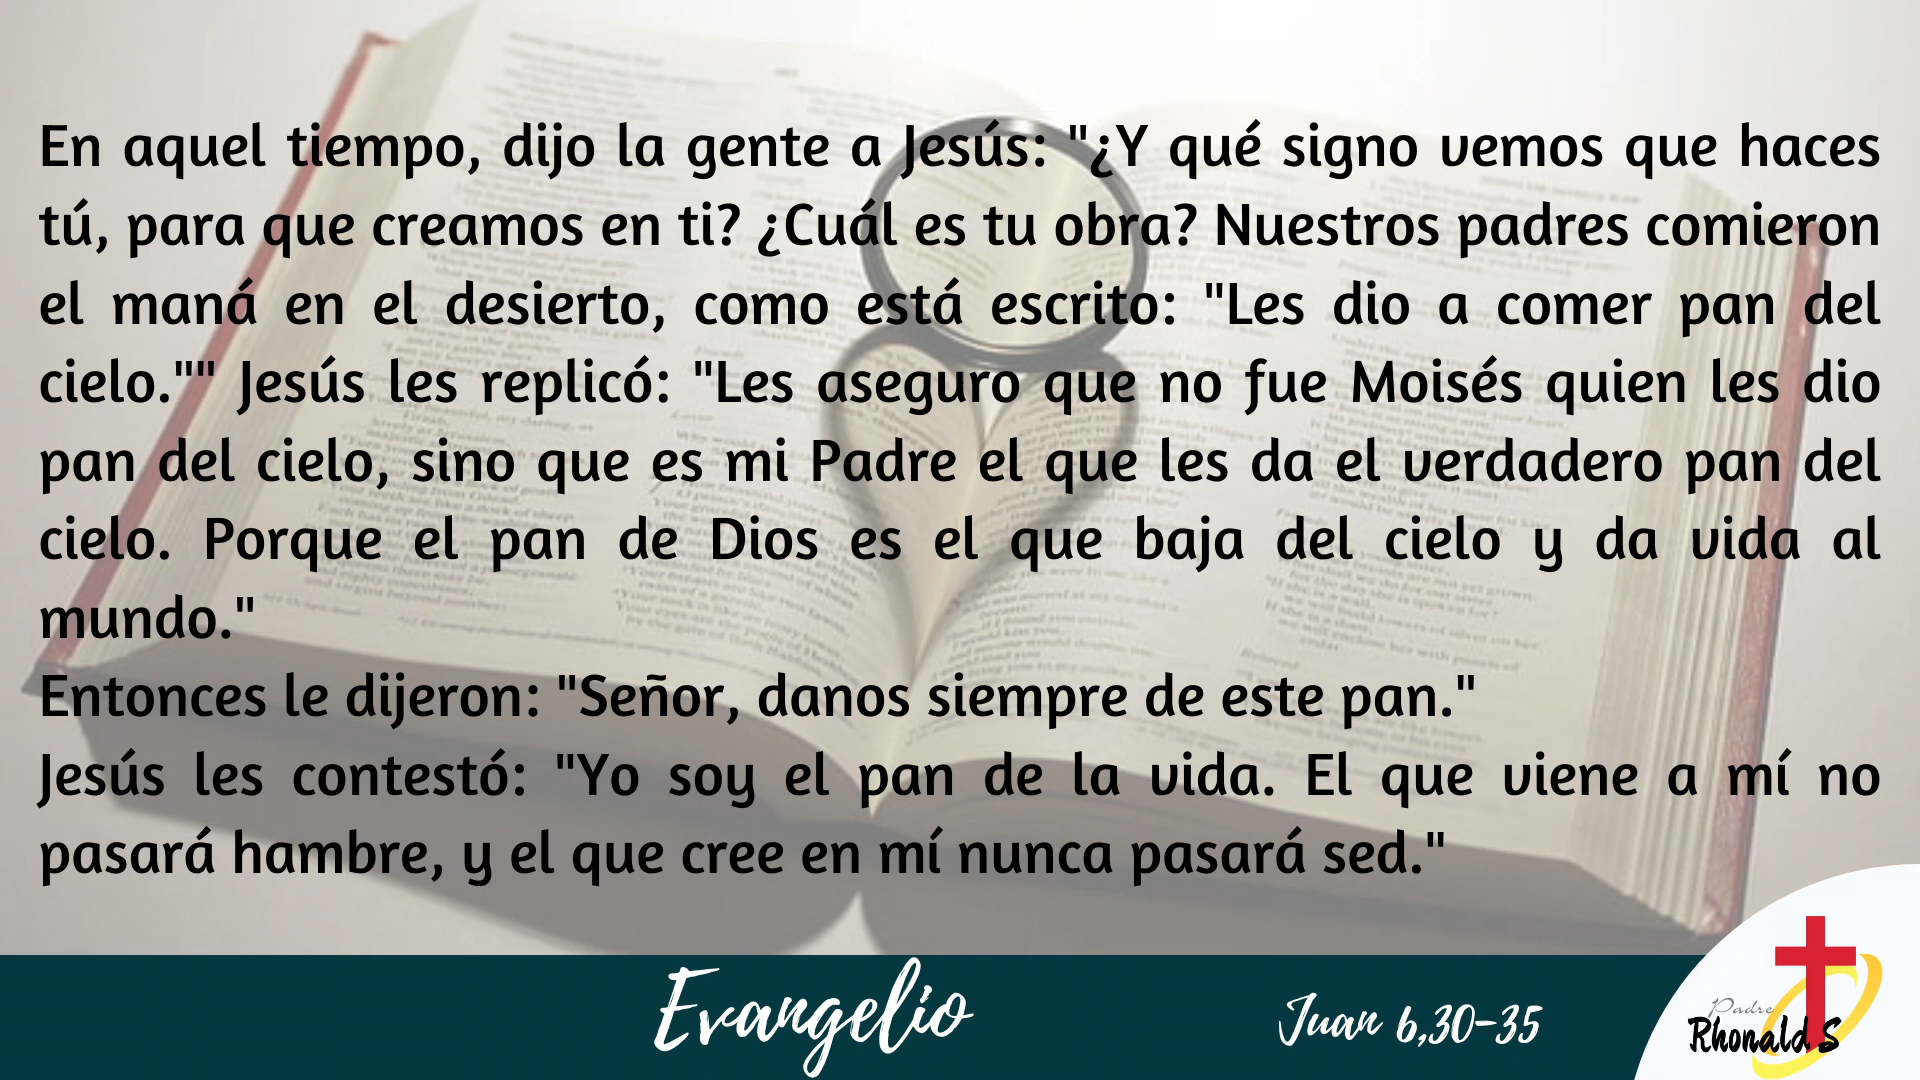 En aquel tiempo, dijo la gente a Jesús: "¿Y qué signo vemos que haces
tú, para que creamos en ti? ¿Cuál es tu obra? Nuestros padres comieron
el maná en el desierto, como está escrito: "Les dio a comer pan del
cielo."" Jesús les replicó: "Les aseguro que no fue Moisés quien les dio
pan del cielo, sino que es mi Padre el que les da el verdadero pan del
cielo. Porque el pan de Dios es el que baja del cielo y da vida al
mundo."
Entonces le dijeron: "Señor, danos siempre de este pan."
Jesús les contestó: "Yo soy el pan de la vida. El que viene a mí no
pasará hambre, y el que cree en mí nunca pasará sed."
Evangelio
Juan 6,30-35
Padre
Rhonald S